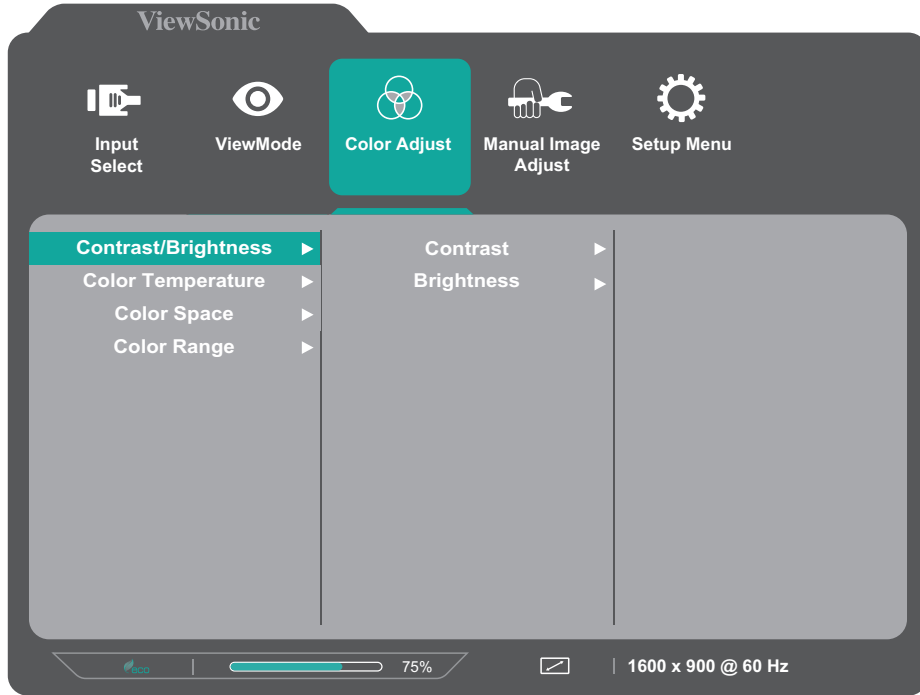 ViewSonic
Input
Select
ViewMode
Color Adjust
Manual Image
Adjust
Setup Menu
Contrast/Brightness
Color Temperature
Color Space
Color Range
Contrast
Brightness
eco
75%
1600 x 900 @ 60 Hz